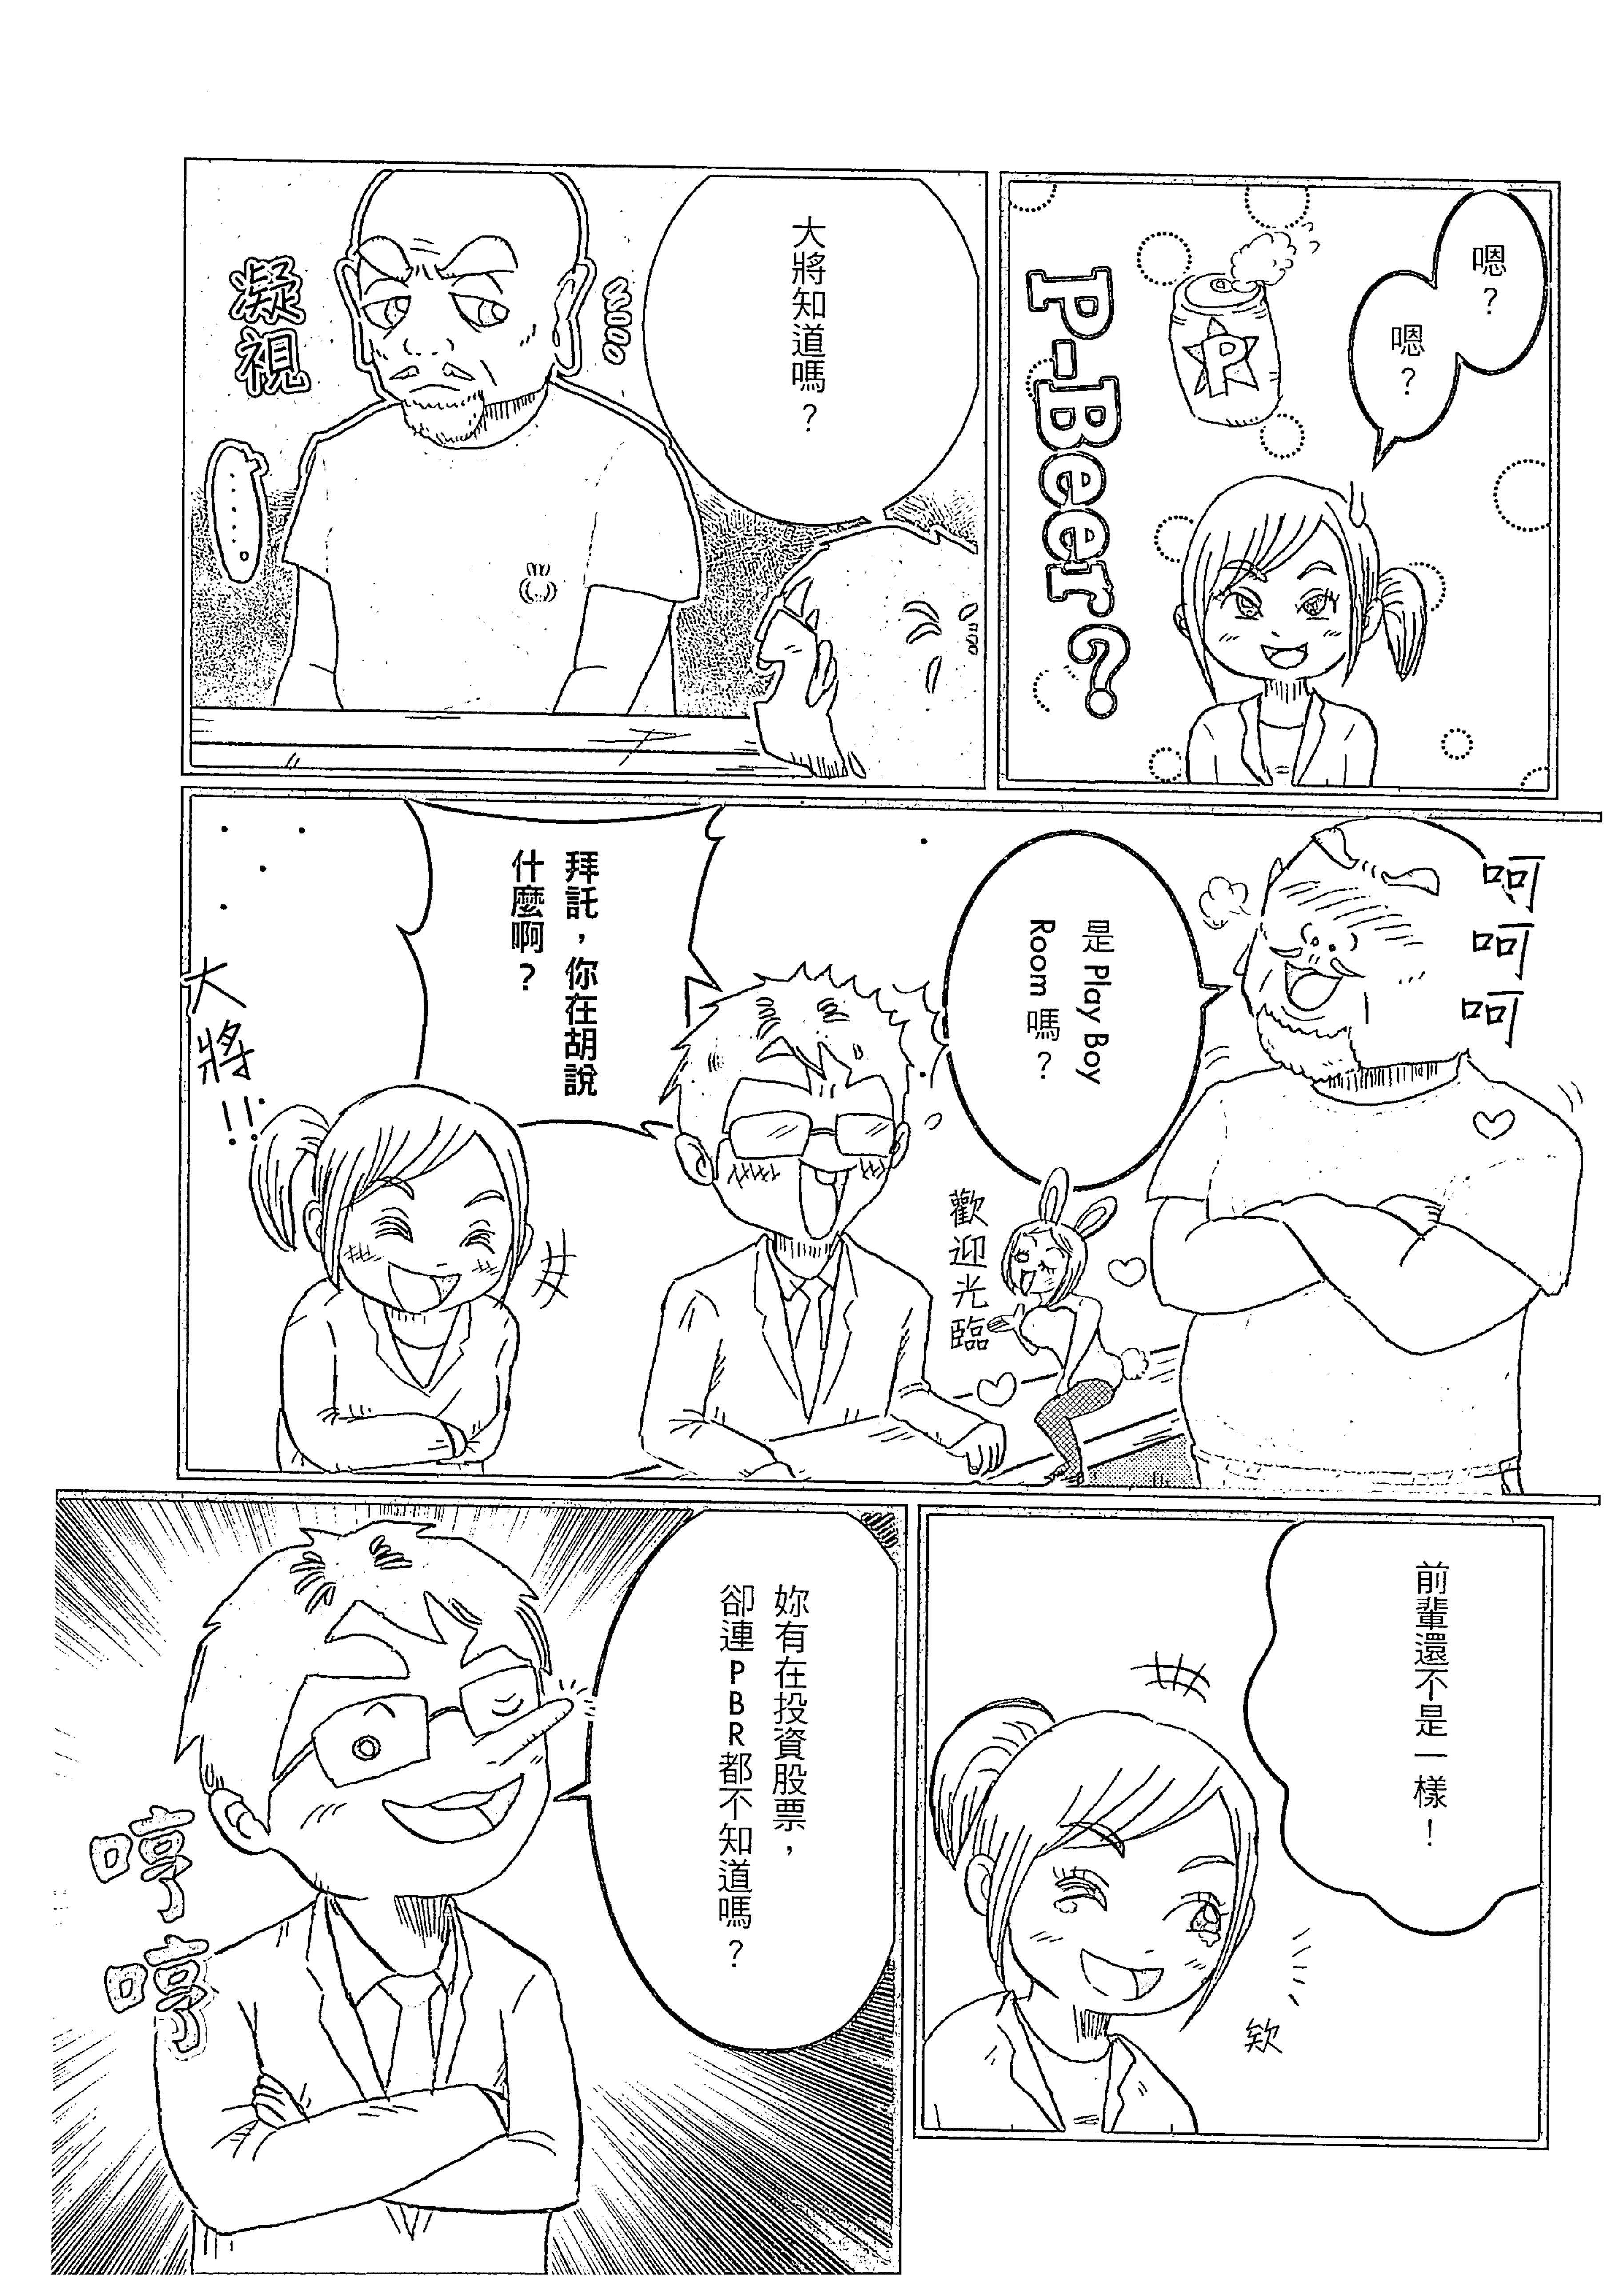 嗯？
嗯？
P
P-Beer？
大將知道嗎？
凝視
……。
呵呵呵
是 Play Boy
Room 嗎？
歡迎光臨
拜託，你在胡說
什麼啊？
大將！！
前輩還不是一樣！
欸
妳有在投資股票，
卻連PBR都不知道嗎？
哼
哼